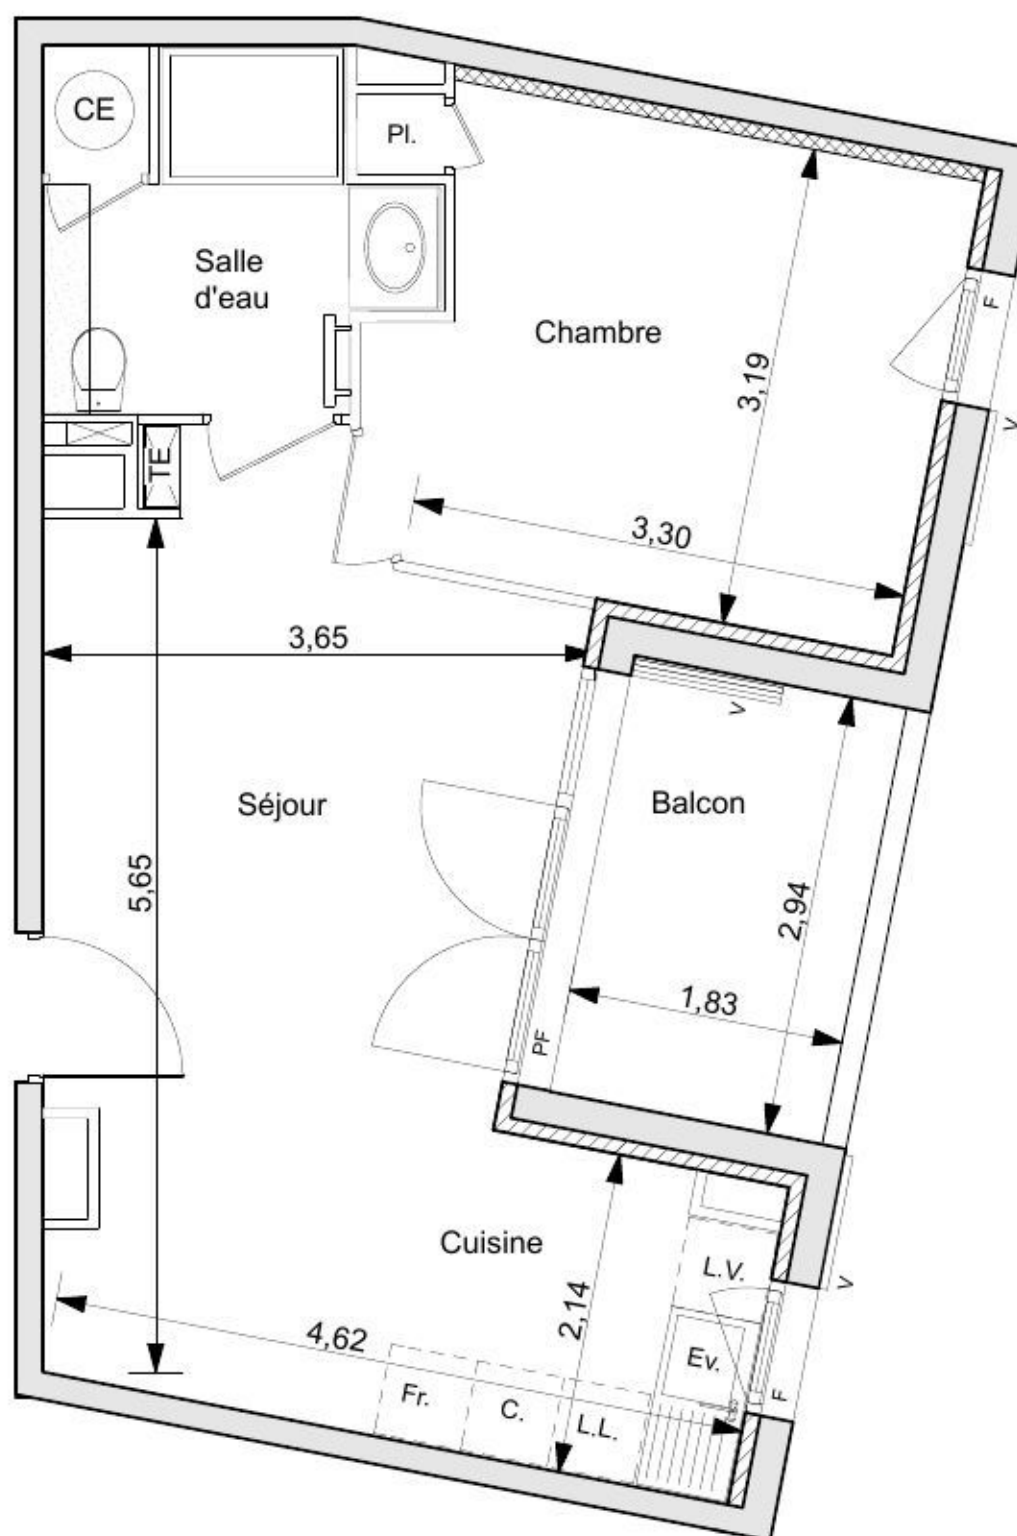 CE
Pl.
Salle
d'eau
Chambre
F
3,19
V
TE
3,30
3,65
V
Séjour
Balcon
5,65
2,94
1,83
PF
Cuisine
L.V.
V
2,14
4,62
Ev.
Fr.
C.
L.L.
F